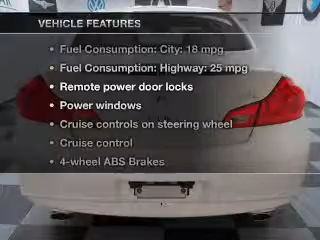 VEHICLE FEATURES
• Fuel Consumption: City: 18 mpg
• Fuel Consumption: Highway: 25 mpg
• Remote power door locks
• Power windows
• Cruise controls on steering wheel
• Cruise control
• 4-wheel ABS Brakes